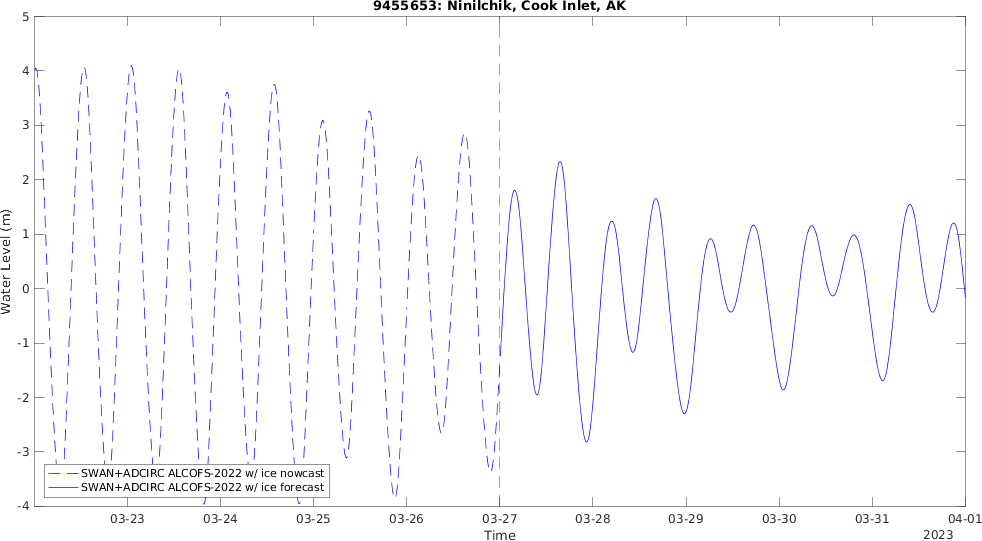 9455653: Ninilchik, Cook Inlet, AK
5
4
3
2
1
0
-1
-2
-3
-4
Water Level (m)
SWAN+ADCIRC ALCOFS-2022 w/ ice nowcast
SWAN+ADCIRC ALCOFS-2022 w/ ice forecast
03-23 03-24 03-25 03-26 03-27 03-28 03-29 03-30 03-31 04-01
Time
2023